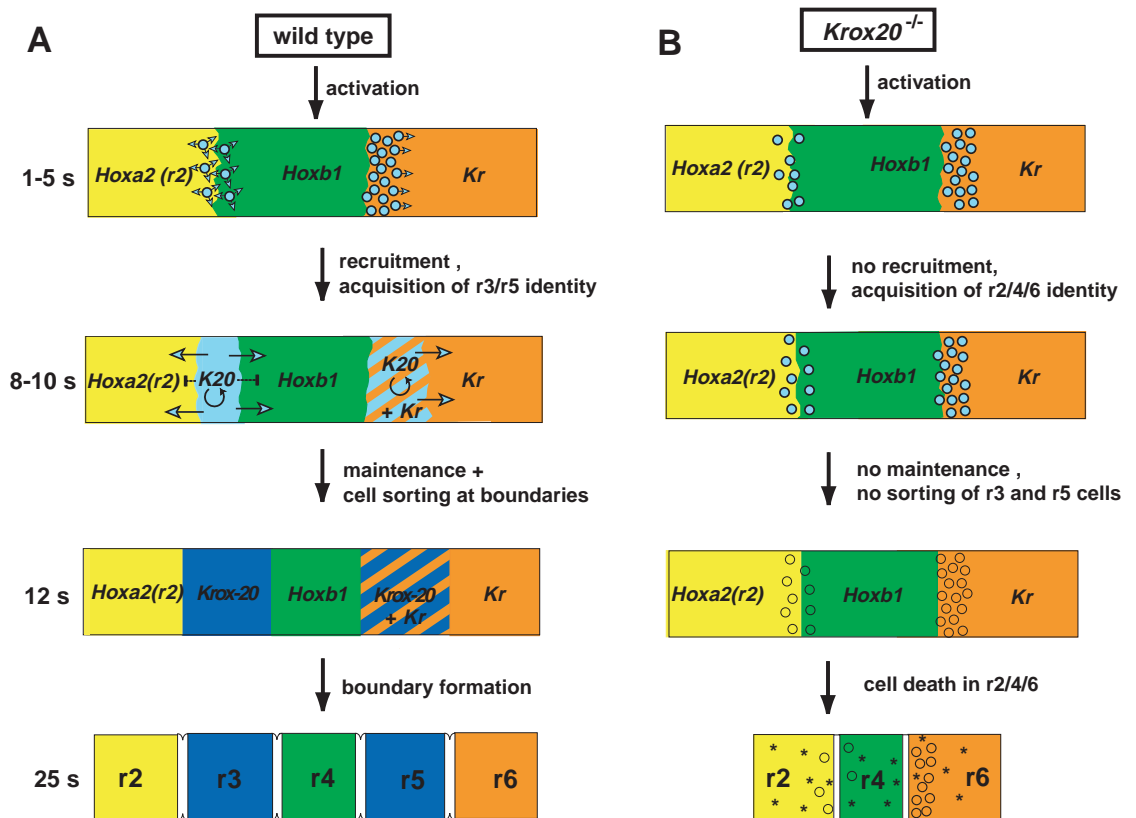 A
wild type
activation
1-5 s
Hoxa2 (r2)
Hoxb1
Kr
recruitment ,
acquisition of r3/r5 identity
8-10 s
Hoxa2(r2)
K20
Hoxb1
K20
+ Kr
Kr
maintenance +
cell sorting at boundaries
12 s
Hoxa2(r2)
Krox-20
Hoxb1
Krox-20
+ Kr
Kr
boundary formation
25 s
r2
r3
r4
r5
r6
B
Krox20 -/-
activation
Hoxa2 (r2)
Hoxb1
Kr
no recruitment,
acquisition of r2/4/6 identity
Hoxa2(r2)
Hoxb1
Kr
no maintenance ,
no sorting of r3 and r5 cells
Hoxa2(r2)
Hoxb1
Kr
cell death in r2/4/6
r2
r4
r6